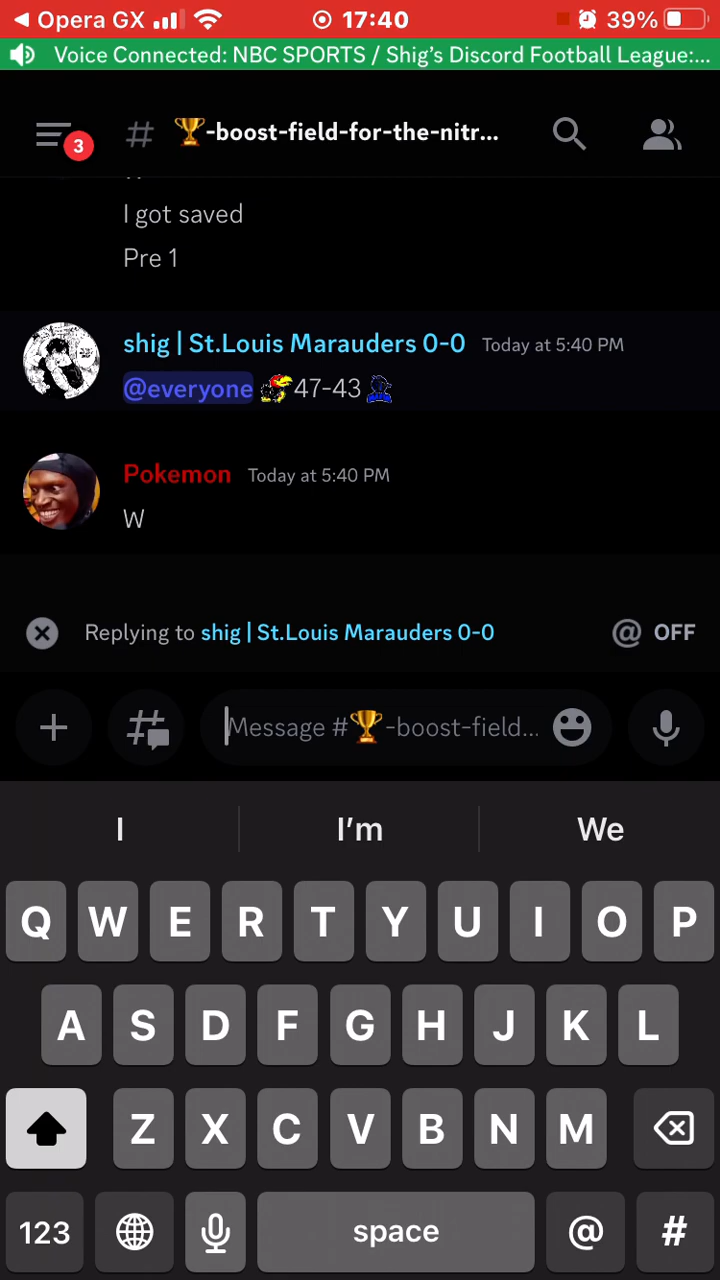 Opera GX 17:40 39%
Voice Connected: NBC SPORTS / Shig's Discord Football League:...
3 # 🏆-boost-field-for-the-nitr...
I got saved
Pre 1
shig | St.Louis Marauders 0-0 Today at 5:40 PM
@everyone 47-43
Pokemon Today at 5:40 PM
W
Replying to shig | St.Louis Marauders 0-0 @ OFF
Message #🏆-boost-field...
I I'm We
Q W E R T Y U I O P
A S D F G H J K L
Z X C V B N M
123 space @ #